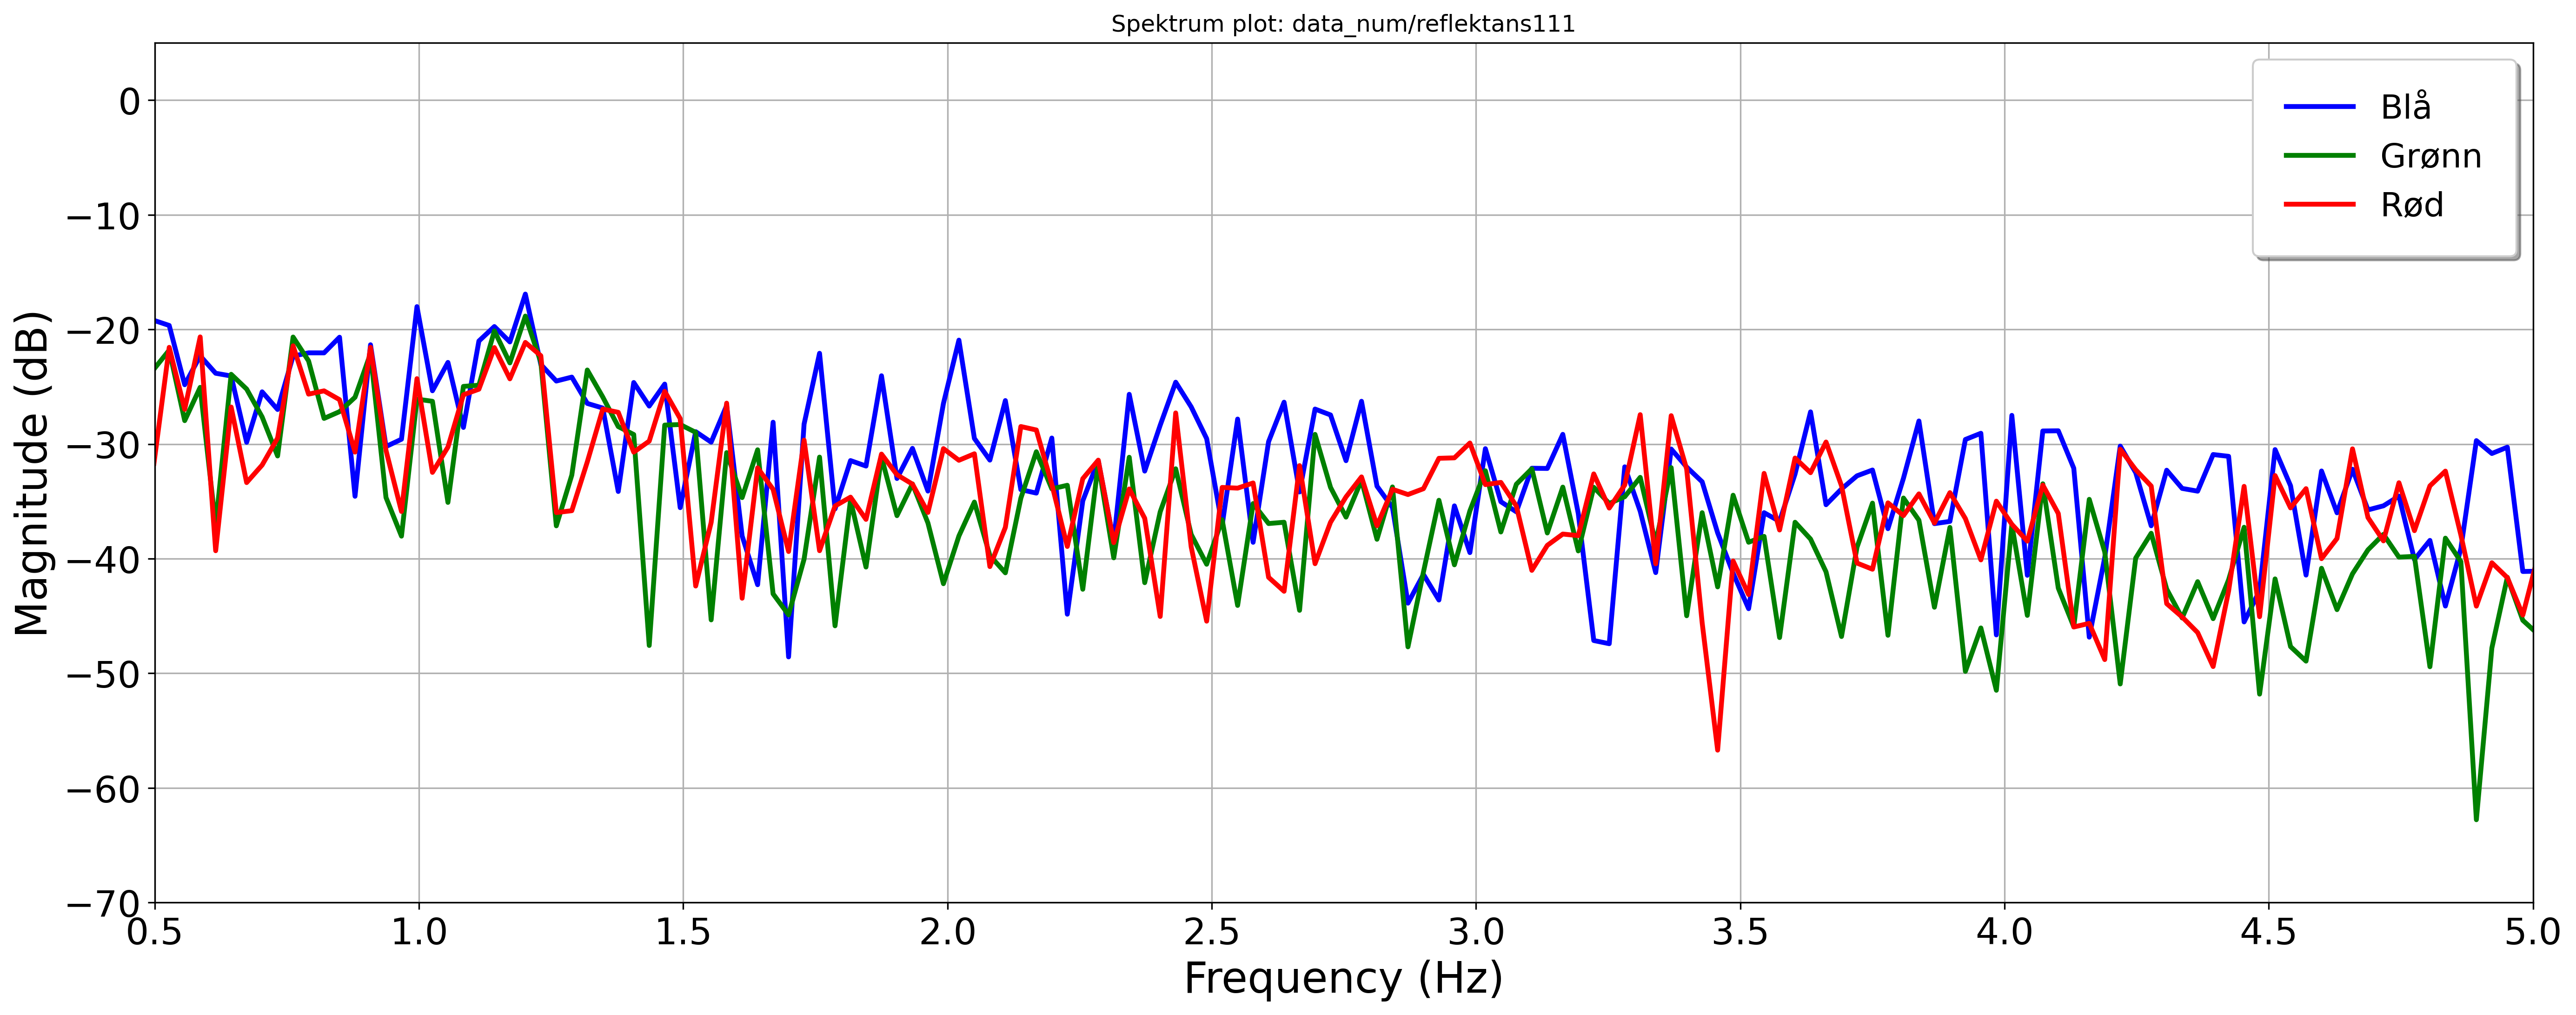 Spektrum plot: data_num/reflektans111
Blå
Grønn
Rød
Magnitude (dB)
0
−10
−20
−30
−40
−50
−60
−70
0.5 1.0 1.5 2.0 2.5 3.0 3.5 4.0 4.5 5.0
Frequency (Hz)